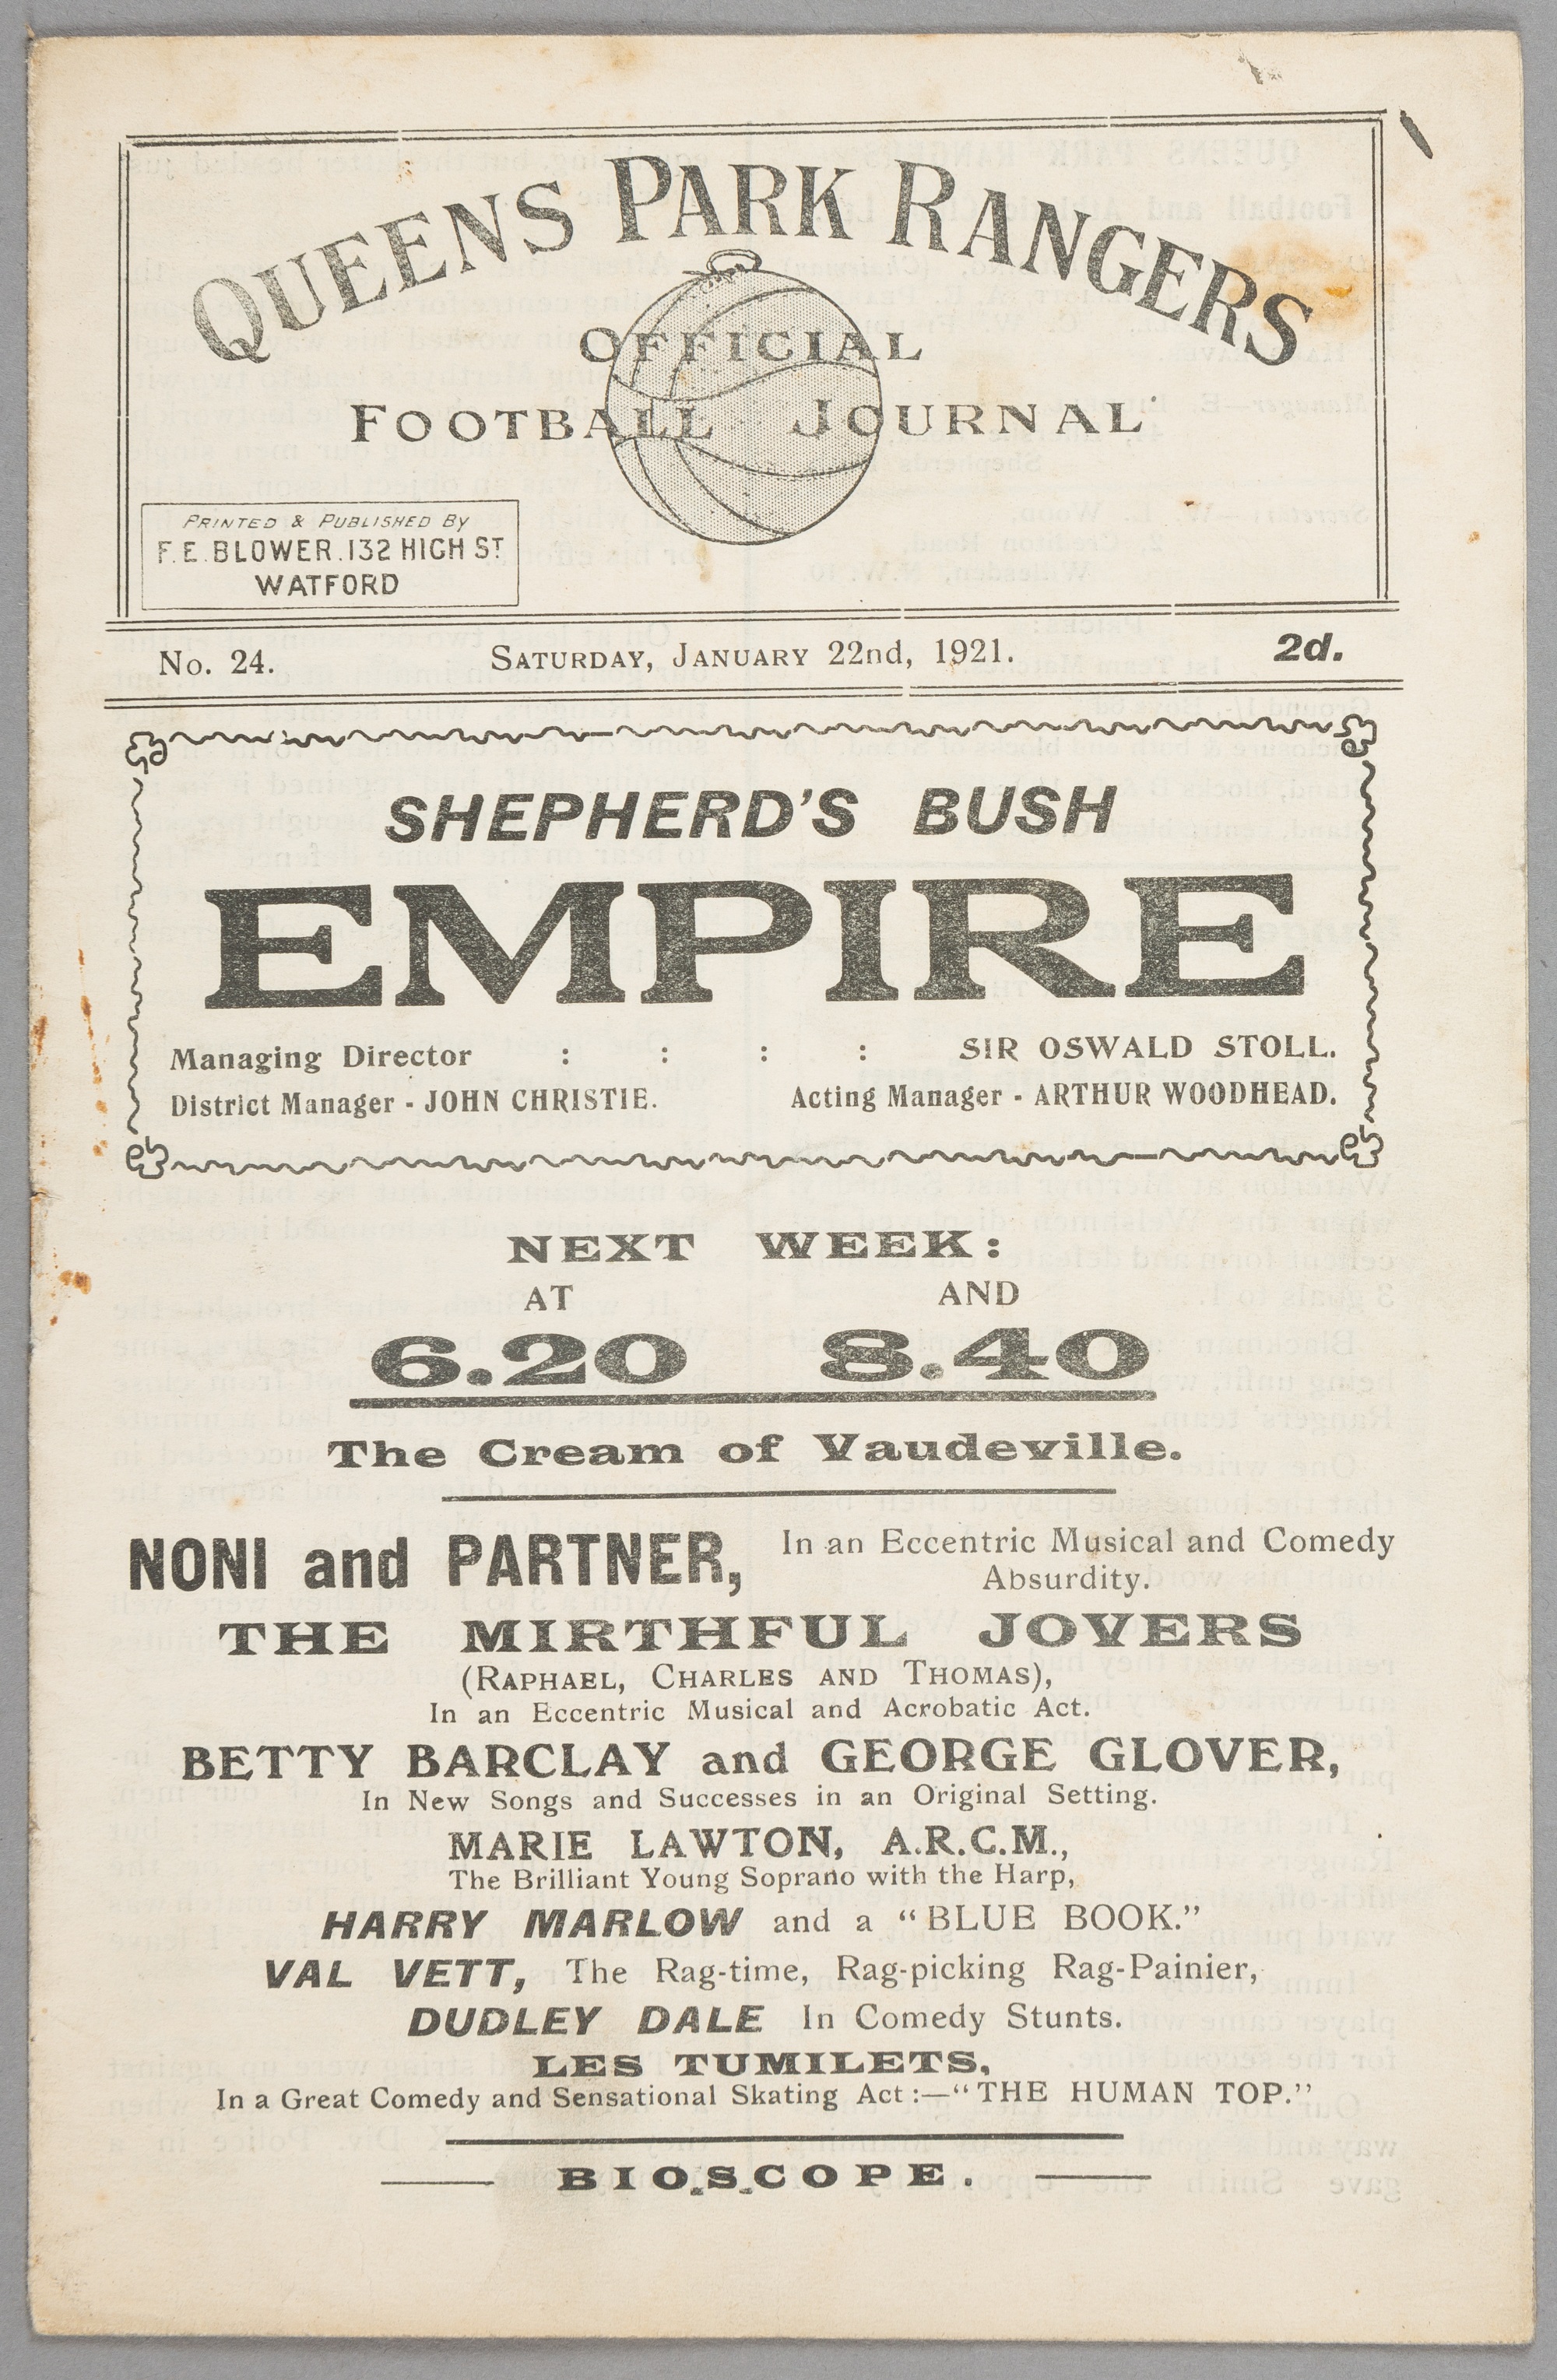 QUEENS PARK RANGERS
OFFICIAL
FOOTBALL JOURNAL
PRINTED & PUBLISHED By
F.E. BLOWER. 132 HIGH ST
WATFORD
No. 24. SATURDAY, JANUARY 22nd, 1921. 2d.
SHEPHERD'S BUSH
EMPIRE
Managing Director : : : : SIR OSWALD STOLL.
District Manager - JOHN CHRISTIE. Acting Manager - ARTHUR WOODHEAD.
NEXT WEEK:
AT AND
6.20 8.40
The Cream of Vaudeville.
NONI and PARTNER, In an Eccentric Musical and Comedy
Absurdity.
THE MIRTHFUL JOVERS
(RAPHAEL, CHARLES AND THOMAS),
In an Eccentric Musical and Acrobatic Act.
BETTY BARCLAY and GEORGE GLOVER,
In New Songs and Successes in an Original Setting.
MARIE LAWTON, A.R.C.M.,
The Brilliant Young Soprano with the Harp,
HARRY MARLOW and a "BLUE BOOK."
VAL VETT, The Rag-time, Rag-picking Rag-Painier,
DUDLEY DALE In Comedy Stunts.
LES TUMILETS,
In a Great Comedy and Sensational Skating Act:—"THE HUMAN TOP."
BIOSCOPE.